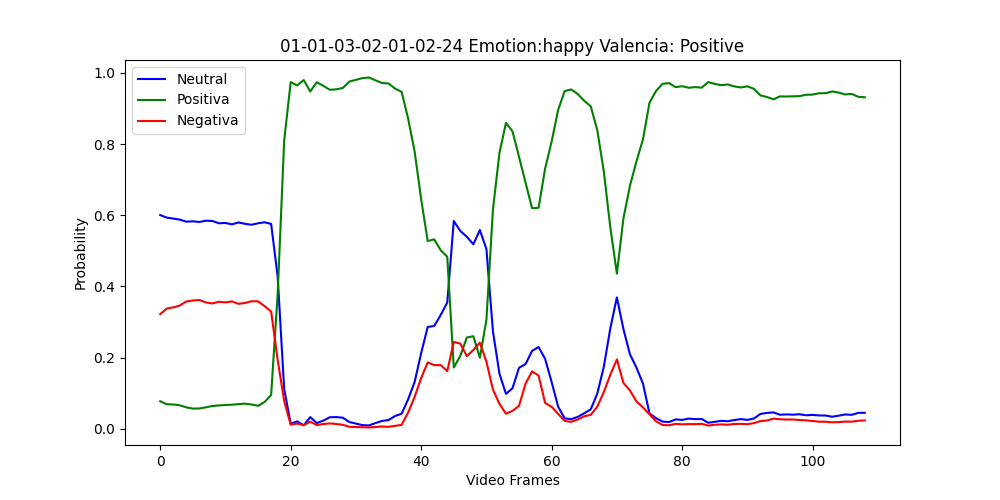 01-01-03-02-01-02-24 Emotion:happy Valencia: Positive
Neutral
Positiva
Negativa
1.0
0.8
0.6
0.4
0.2
0.0
Probability
0 20 40 60 80 100
Video Frames